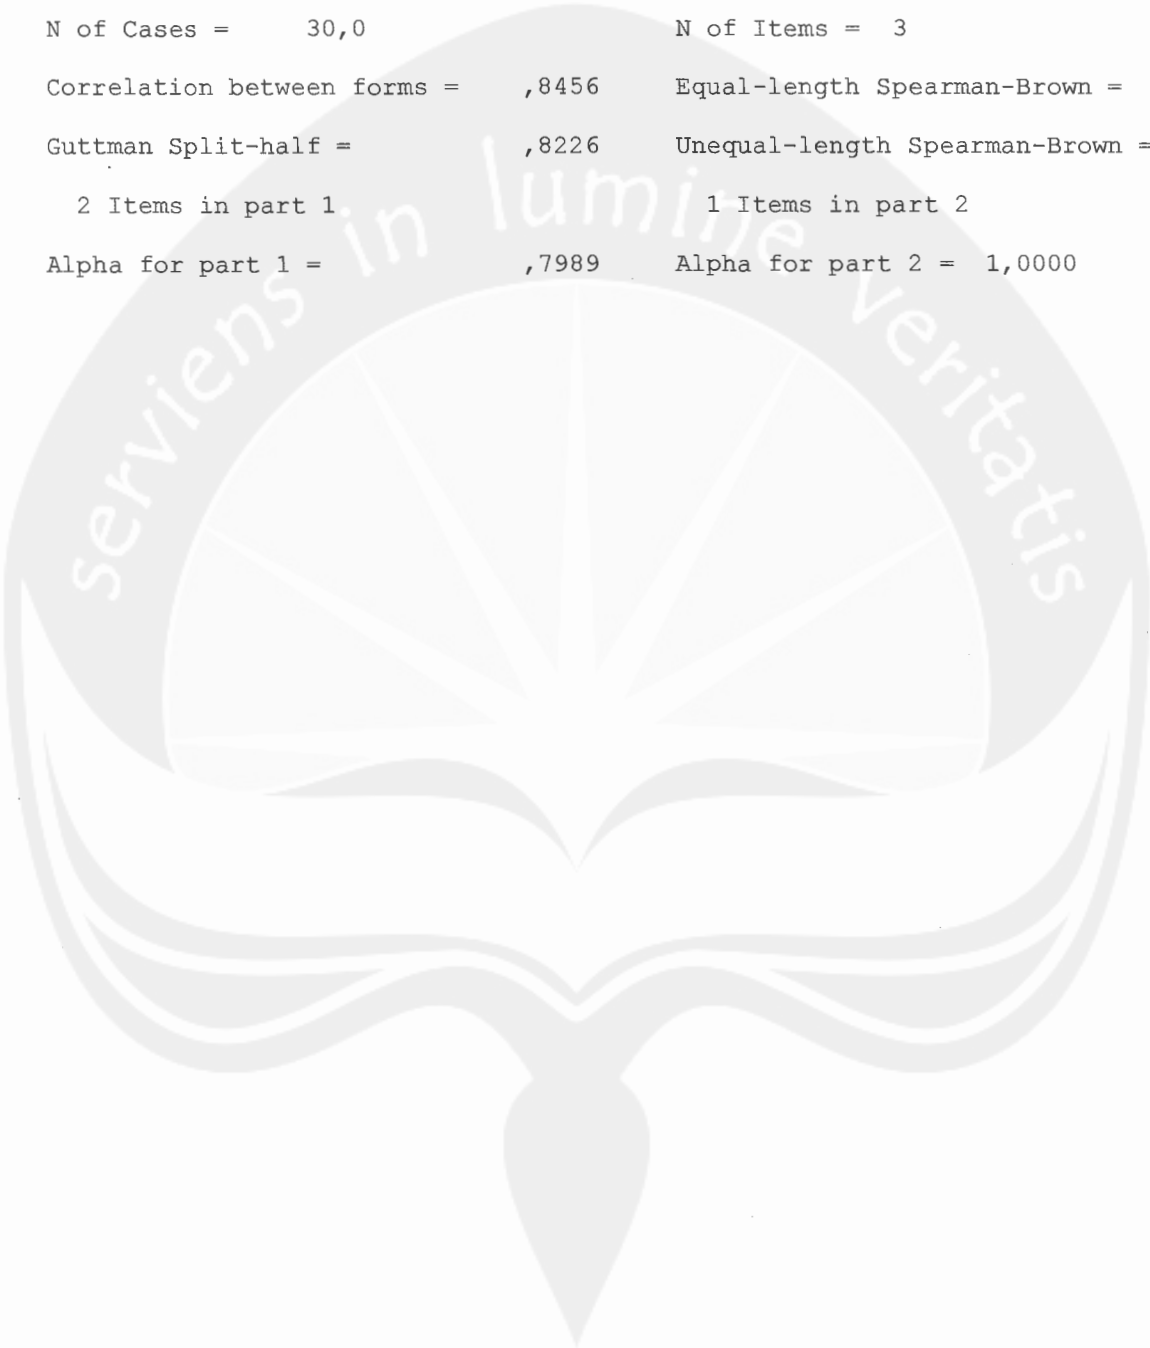 N of Cases =     30,0                    N of Items =  3
Correlation between forms =    ,8456     Equal-length Spearman-Brown =
Guttman Split-half =           ,8226     Unequal-length Spearman-Brown =
2 Items in part 1                        1 Items in part 2
Alpha for part 1 =             ,7989     Alpha for part 2 =  1,0000
serviens in lumine veritatis